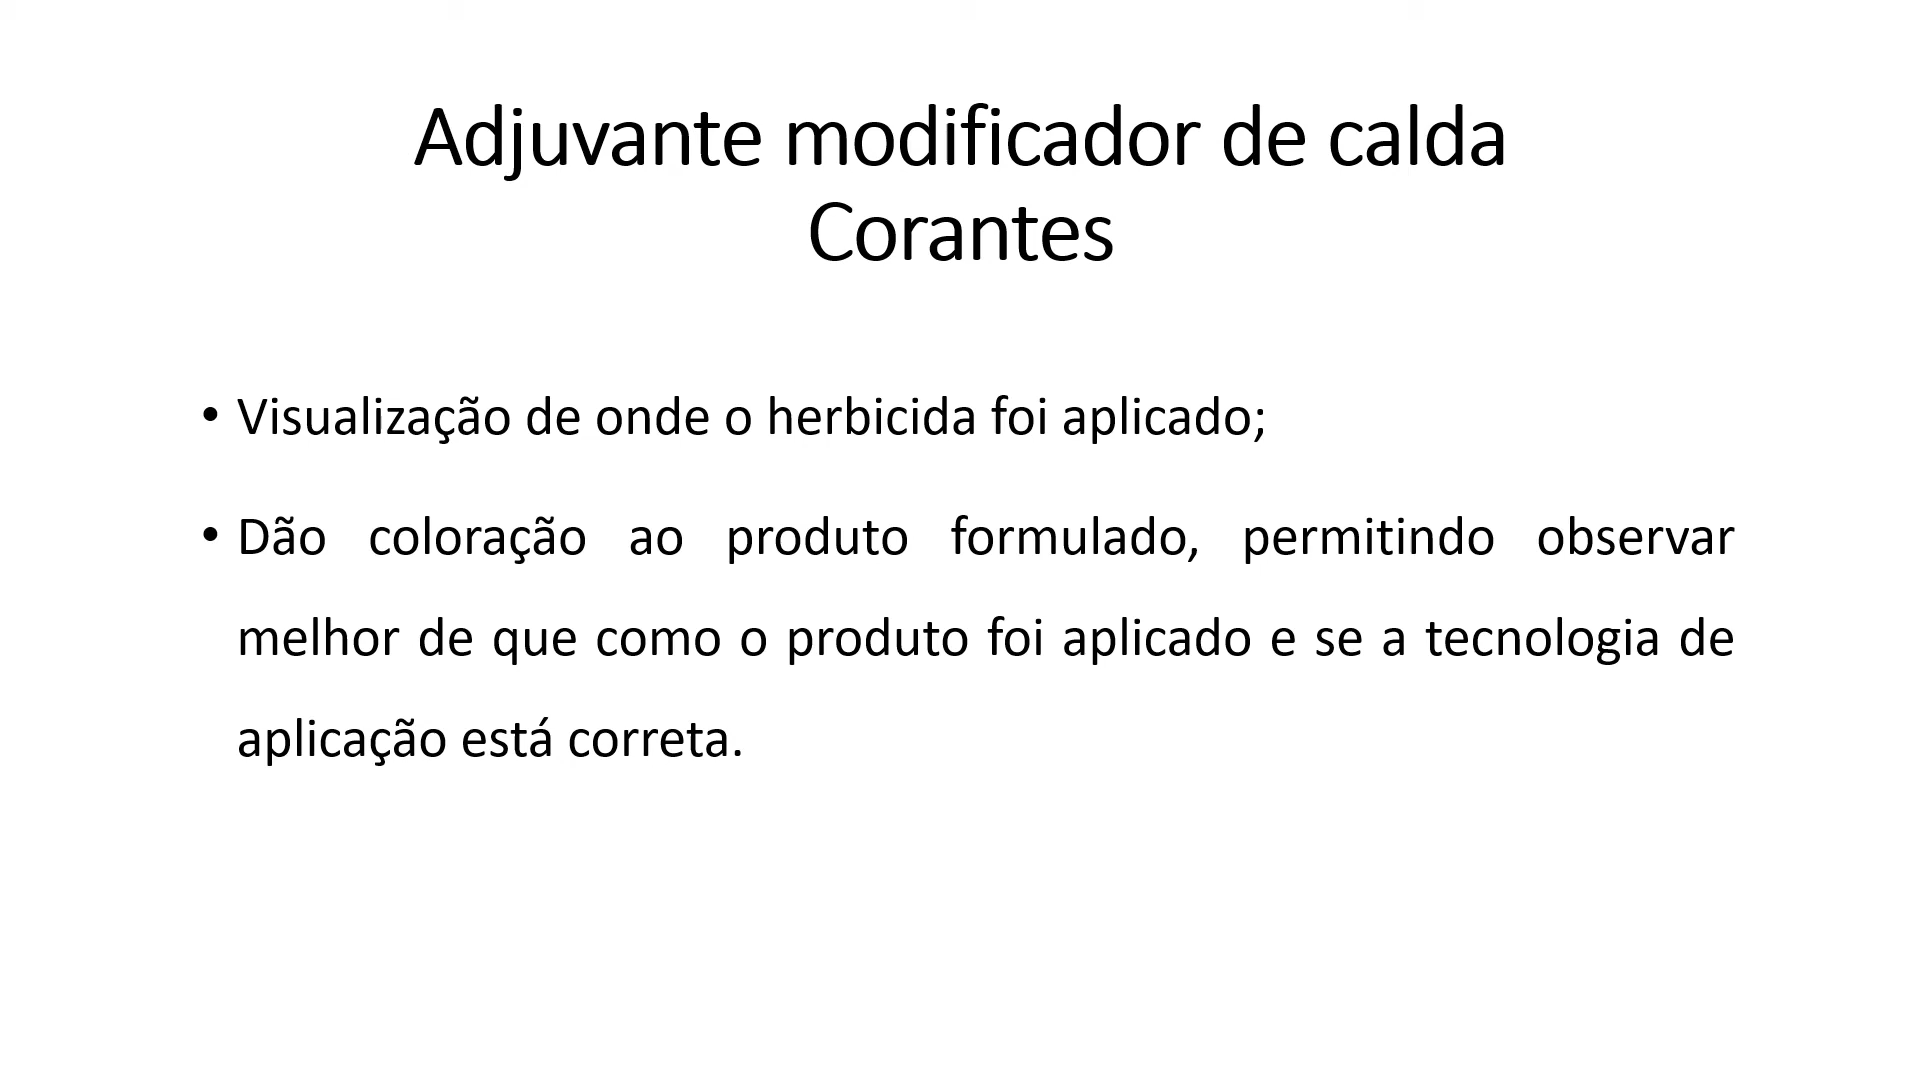 Adjuvante modificador de calda
Corantes
• Visualização de onde o herbicida foi aplicado;
• Dão coloração ao produto formulado, permitindo observar
melhor de que como o produto foi aplicado e se a tecnologia de
aplicação está correta.